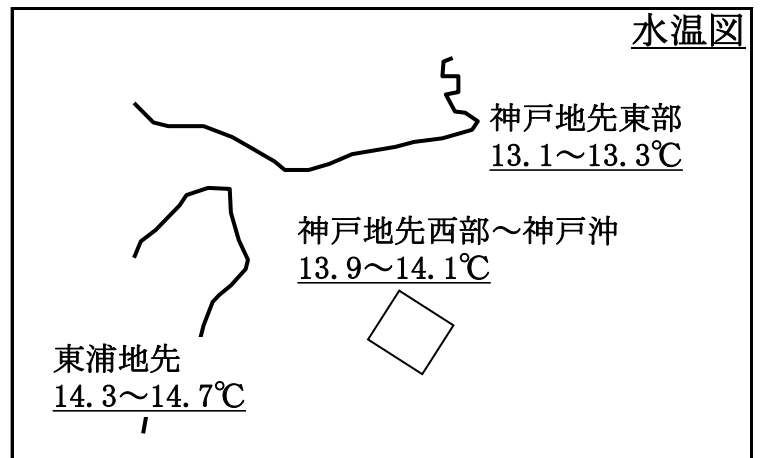 水温図
神戸地先東部
13.1～13.3℃
神戸地先西部～神戸沖
13.9～14.1℃
東浦地先
14.3～14.7℃